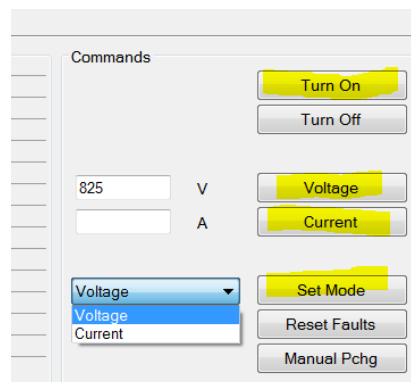 Commands
Turn On
Turn Off
825 V Voltage
A Current
Voltage Set Mode
Voltage
Current Reset Faults
Manual Pchg